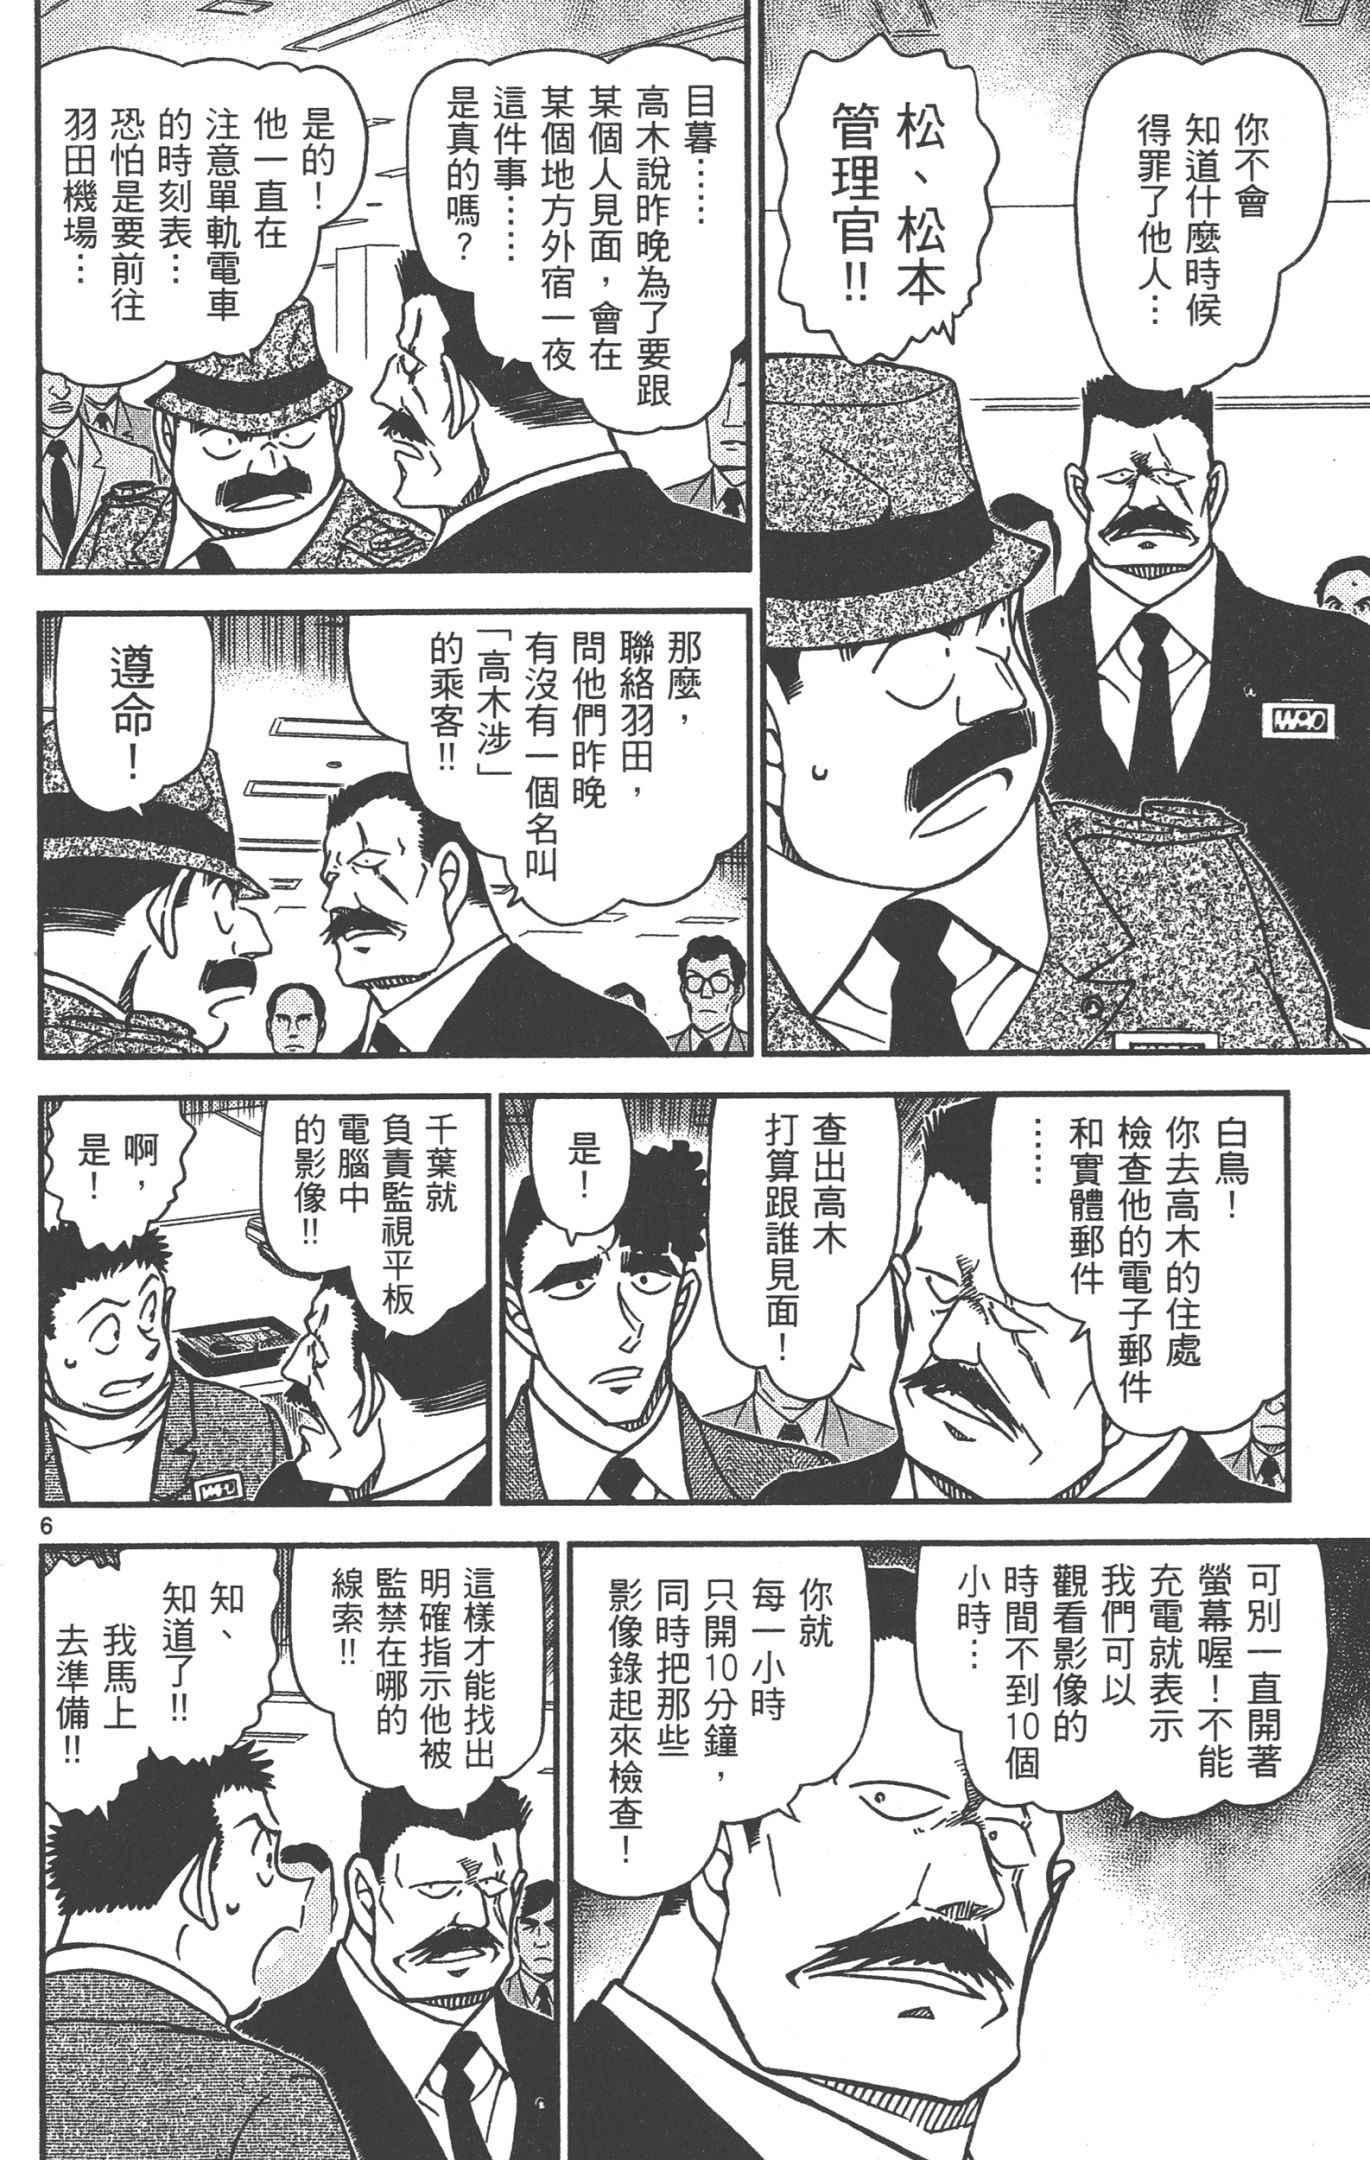 你不會
知道什麼時候
得罪了他人…
松、松本
管理官!!
目暮……
高木說昨晚為了要跟
某個人見面，會在
某個地方外宿一夜
這件事……
是真的嗎？
是的！
他一直在
注意單軌電車
的時刻表…
恐怕是要前往
羽田機場…
那麼，
聯絡羽田，
問他們昨晚
有沒有一個名叫
「高木涉」
的乘客!!
遵命！
白鳥！
你去高木的住處
檢查他的電子郵件
和實體郵件
……
查出高木
打算跟誰見面！
是！
千葉就
負責監視平板
電腦中
的影像!!
啊，
是！
6
可別一直開著
螢幕喔！不能
充電就表示
我們可以
觀看影像的
時間不到10個
小時…
你就
每一小時
只開10分鐘，
同時把那些
影像錄起來檢查！
這樣才能找出
明確指示他被
監禁在哪的
線索!!
知、
知道了!!
我馬上
去準備!!